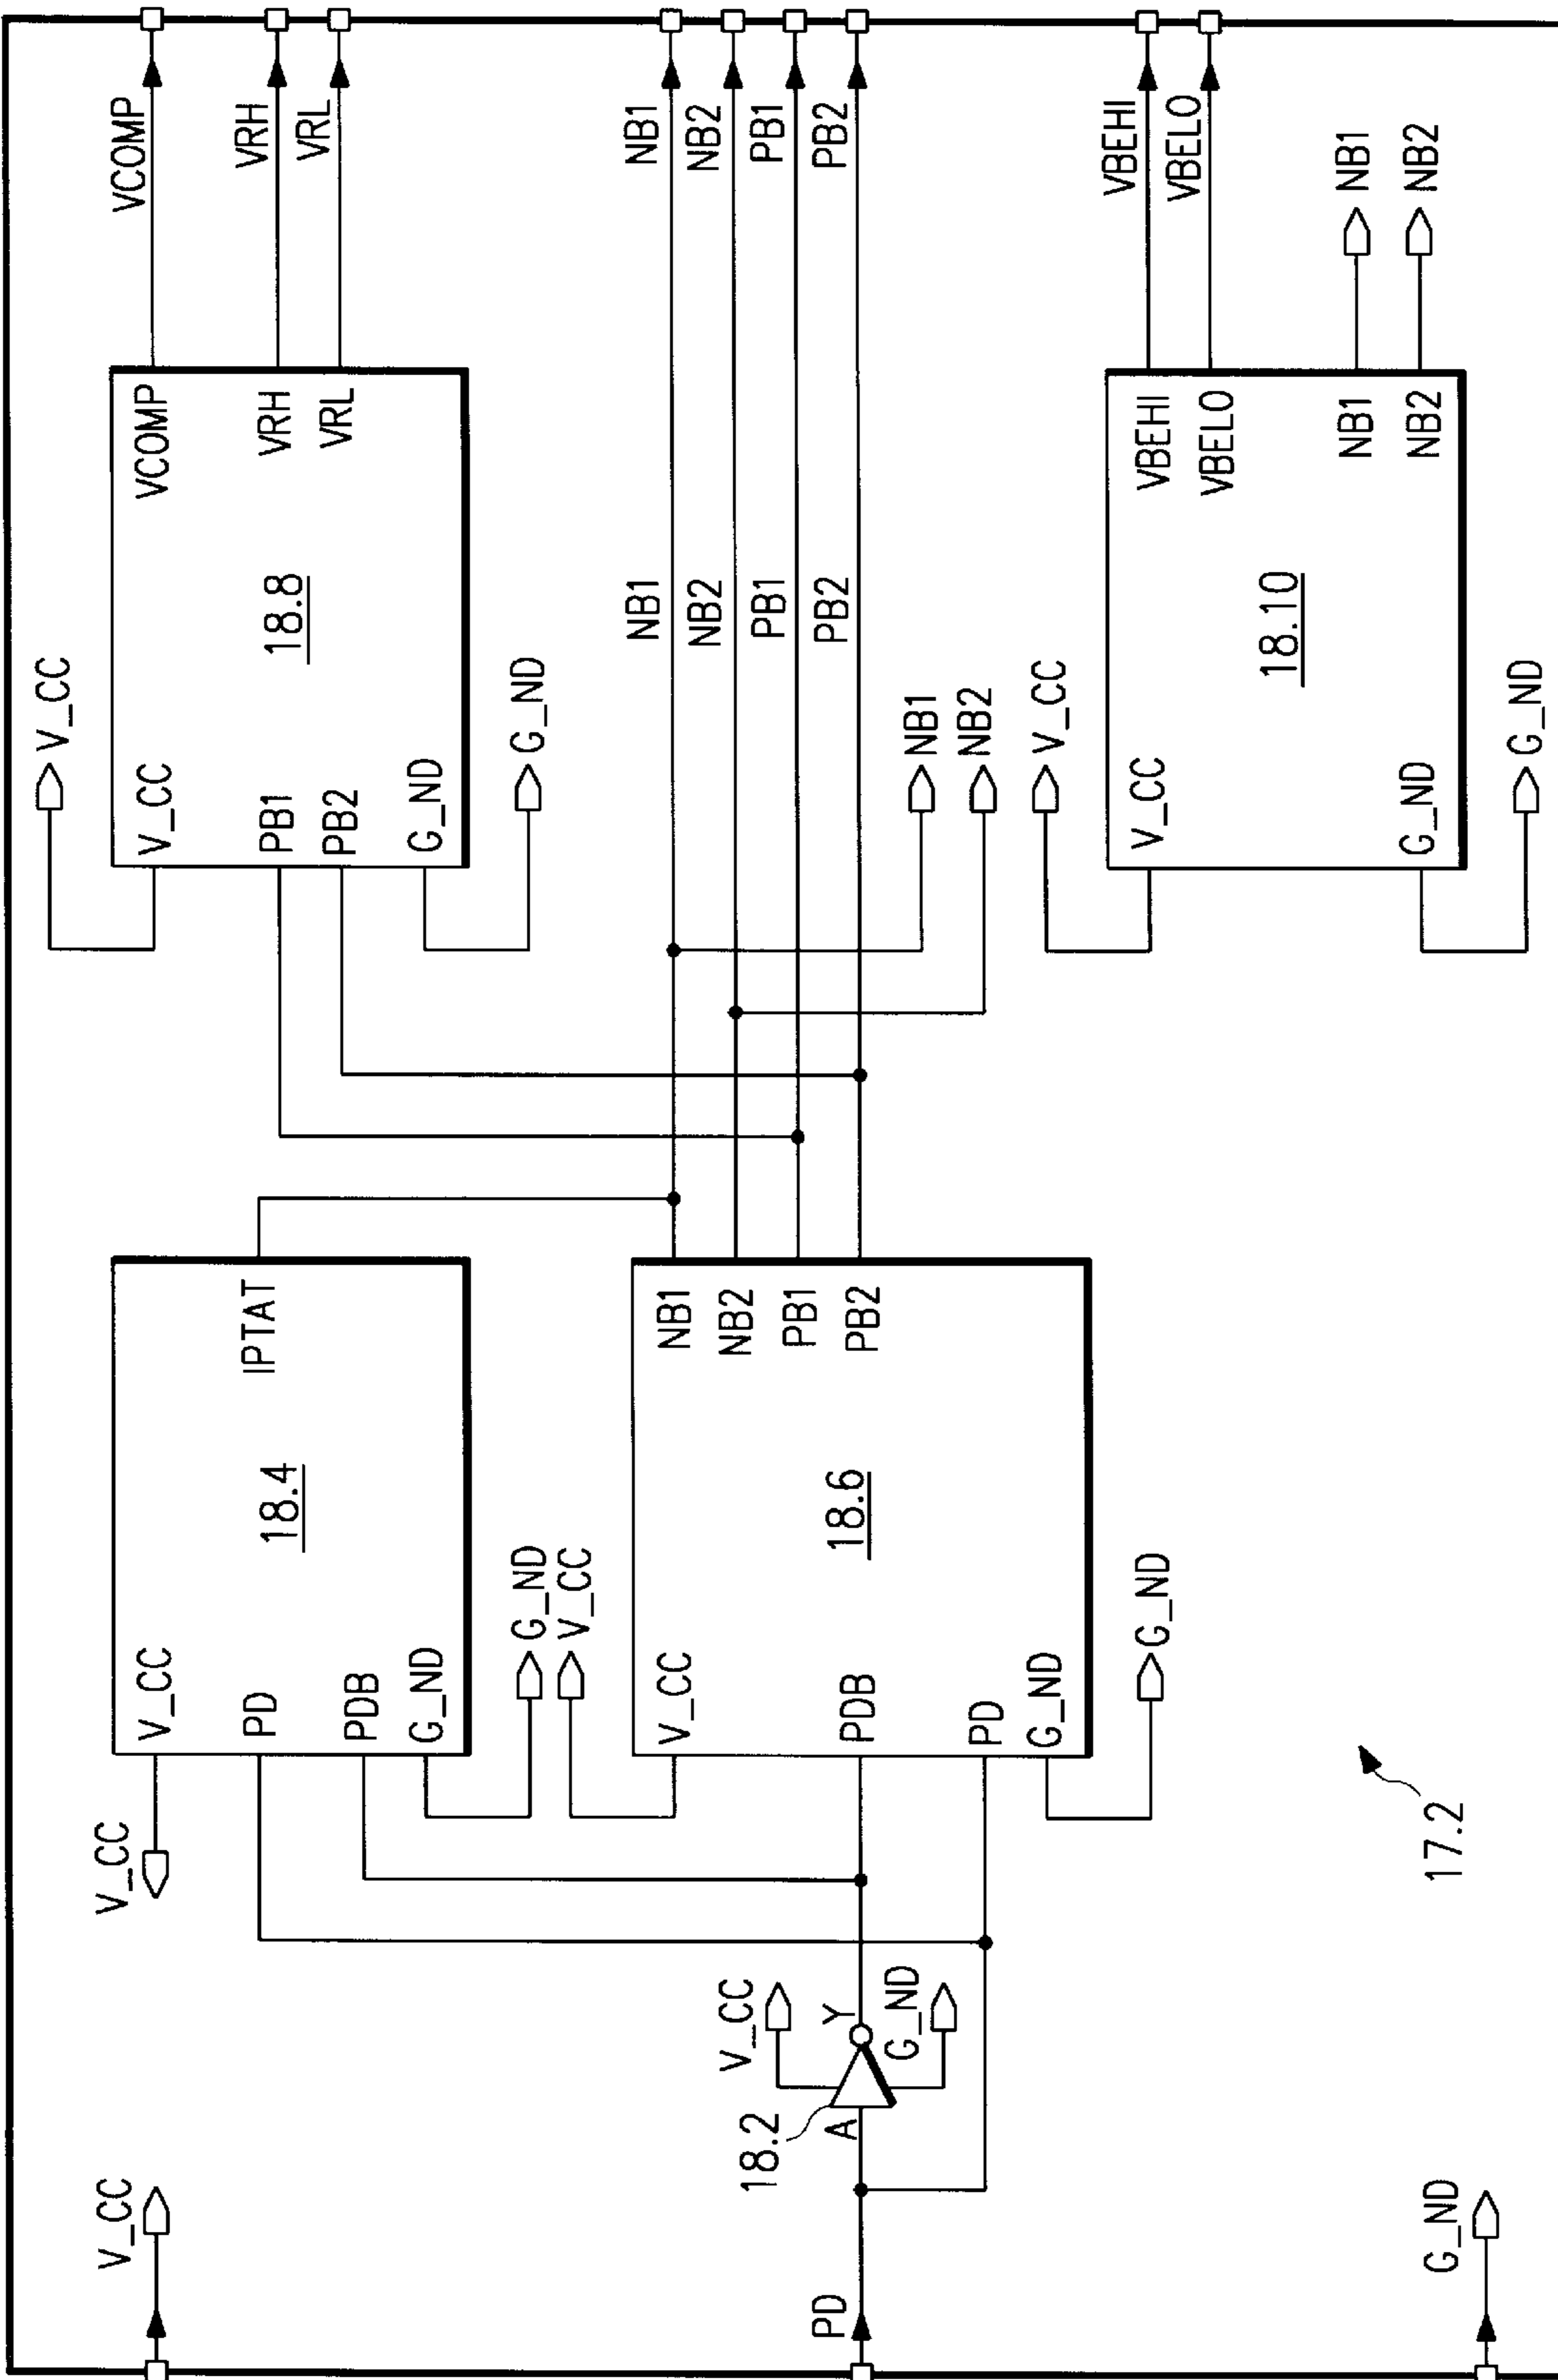 V_CC
PD
G_ND
18.2
A
Y
V_CC
G_ND
V_CC
V_CC
PD
PDB
G_ND
18.4
IPTAT
G_ND
V_CC
V_CC
PDB
PD
G_ND
18.6
NB1
NB2
PB1
PB2
G_ND
17.2
V_CC
V_CC
PB1
PB2
G_ND
18.8
VCOMP
VRH
VRL
G_ND
VCOMP
VRH
VRL
NB1
NB2
PB1
PB2
NB1
NB2
PB1
PB2
NB1
NB2
V_CC
V_CC
G_ND
18.10
VBEHI
VBELO
NB1
NB2
G_ND
VBEHI
VBELO
NB1
NB2